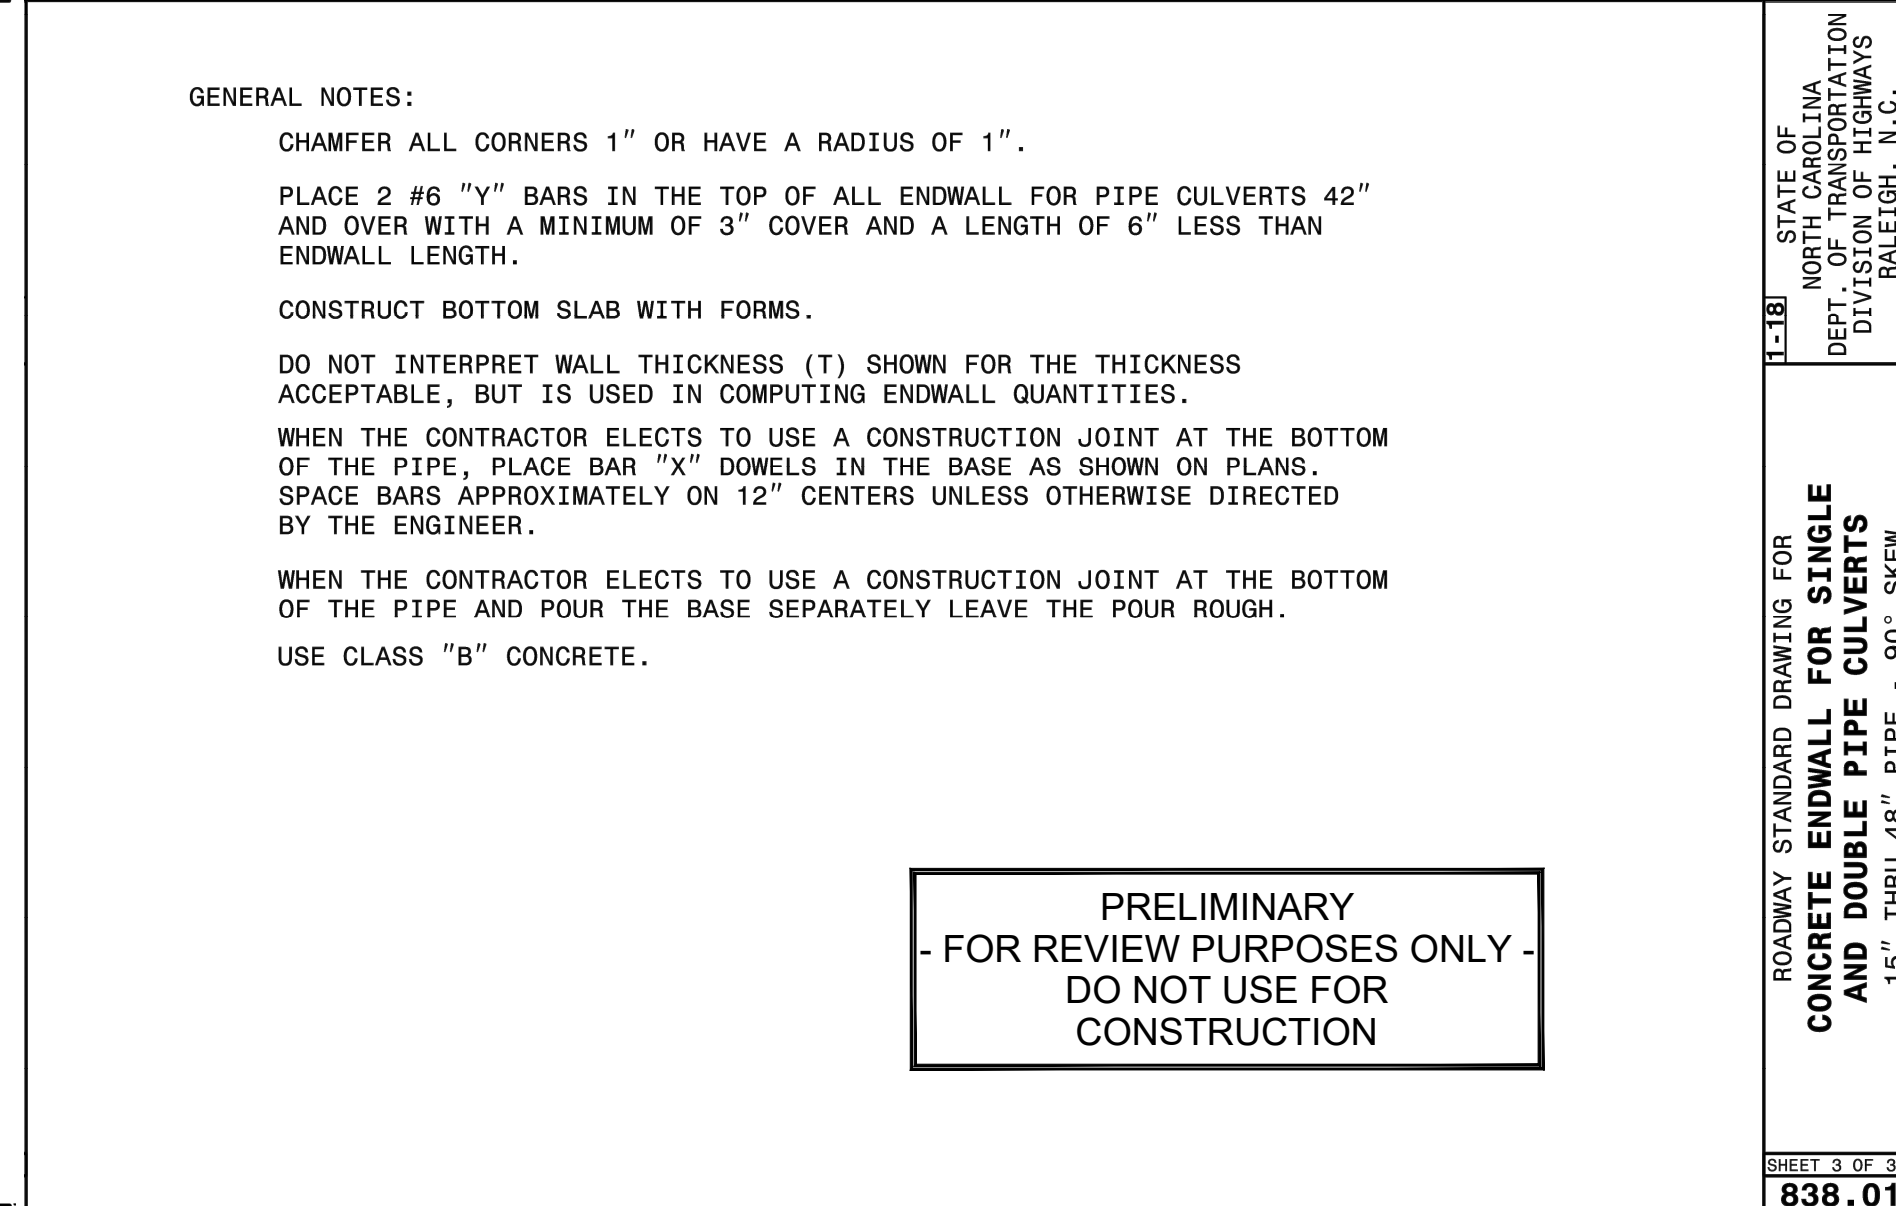 GENERAL NOTES:
CHAMFER ALL CORNERS 1" OR HAVE A RADIUS OF 1".
PLACE 2 #6 "Y" BARS IN THE TOP OF ALL ENDWALL FOR PIPE CULVERTS 42"
AND OVER WITH A MINIMUM OF 3" COVER AND A LENGTH OF 6" LESS THAN
ENDWALL LENGTH.
CONSTRUCT BOTTOM SLAB WITH FORMS.
DO NOT INTERPRET WALL THICKNESS (T) SHOWN FOR THE THICKNESS
ACCEPTABLE, BUT IS USED IN COMPUTING ENDWALL QUANTITIES.
WHEN THE CONTRACTOR ELECTS TO USE A CONSTRUCTION JOINT AT THE BOTTOM
OF THE PIPE, PLACE BAR "X" DOWELS IN THE BASE AS SHOWN ON PLANS.
SPACE BARS APPROXIMATELY ON 12" CENTERS UNLESS OTHERWISE DIRECTED
BY THE ENGINEER.
WHEN THE CONTRACTOR ELECTS TO USE A CONSTRUCTION JOINT AT THE BOTTOM
OF THE PIPE AND POUR THE BASE SEPARATELY LEAVE THE POUR ROUGH.
USE CLASS "B" CONCRETE.
PRELIMINARY
- FOR REVIEW PURPOSES ONLY -
DO NOT USE FOR
CONSTRUCTION
1-18
STATE OF
NORTH CAROLINA
DEPT. OF TRANSPORTATION
DIVISION OF HIGHWAYS
RALEIGH, N.C.
ROADWAY STANDARD DRAWING FOR
CONCRETE ENDWALL FOR SINGLE
AND DOUBLE PIPE CULVERTS
15" THRU 48" PIPE - 90° SKEW
SHEET 3 OF 3
838.01